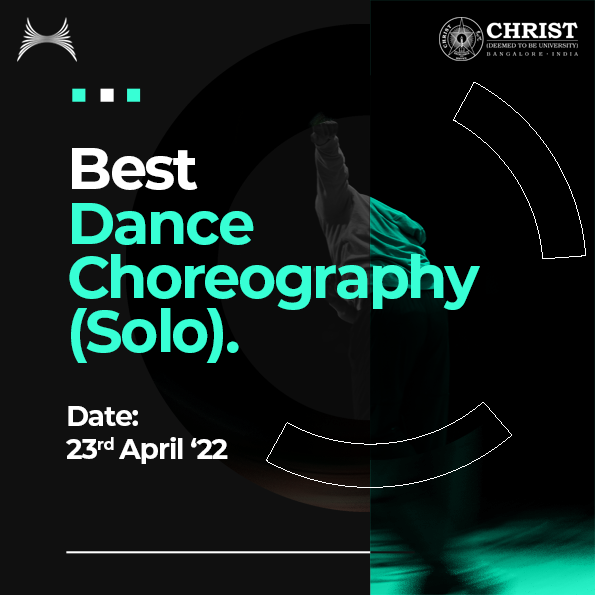 CHRIST
(DEEMED TO BE UNIVERSITY)
BANGALORE · INDIA
Best
Dance
Choreography
(Solo).
Date:
23rd April ‘22